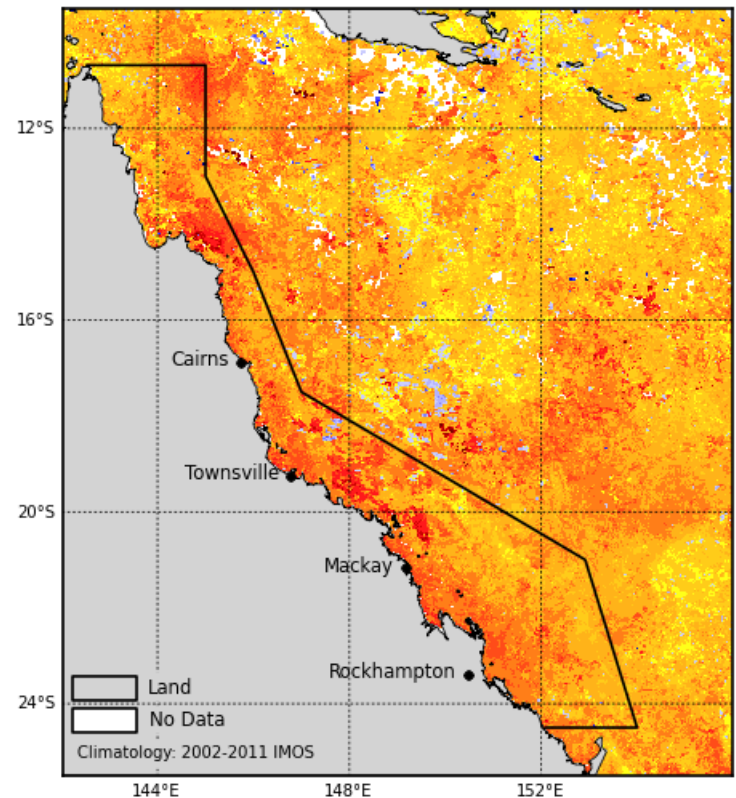 12°S
16°S
Cairns
Townsville
20°S
Mackay
Rockhampton
Land
24°S
No Data
Climatology: 2002-2011 IMOS
144°E 148°E 152°E